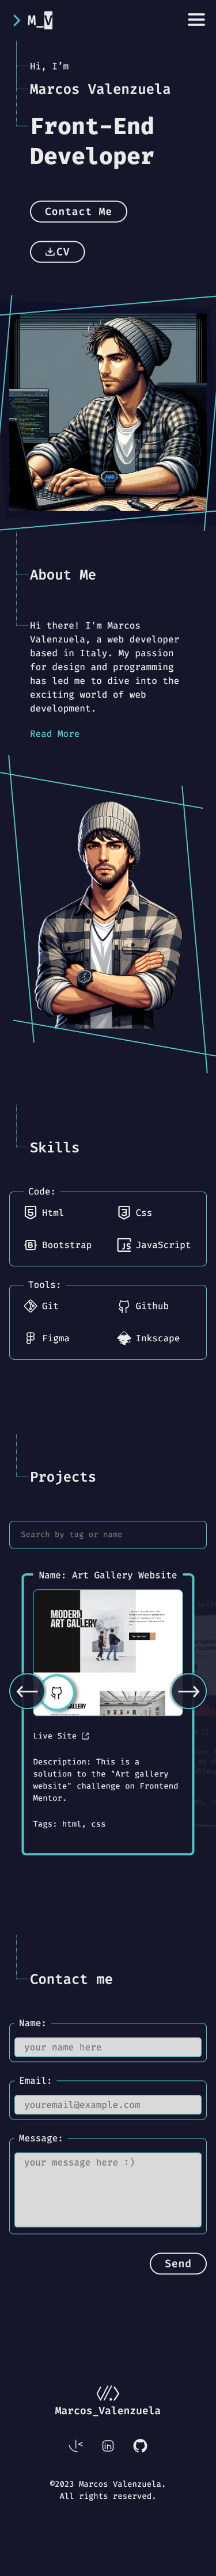 M_V
Hi, I'm
Marcos Valenzuela
Front-End
Developer
Contact Me
CV
About Me
Hi there! I'm Marcos
Valenzuela, a web developer
based in Italy. My passion
for design and programming
has led me to dive into the
exciting world of web
development.
Read More
Skills
Code:
Html
Css
Bootstrap
JavaScript
Tools:
Git
Github
Figma
Inkscape
Projects
Search by tag or name
Name: Art Gallery Website
MODERN
ART GALLERY
Live Site
Description: This is a
solution to the "Art gallery
website" challenge on Frontend
Mentor.
Tags: html, css
Contact me
Name:
your name here
Email:
youremail@example.com
Message:
your message here :)
Send
Marcos_Valenzuela
©2023 Marcos Valenzuela.
All rights reserved.